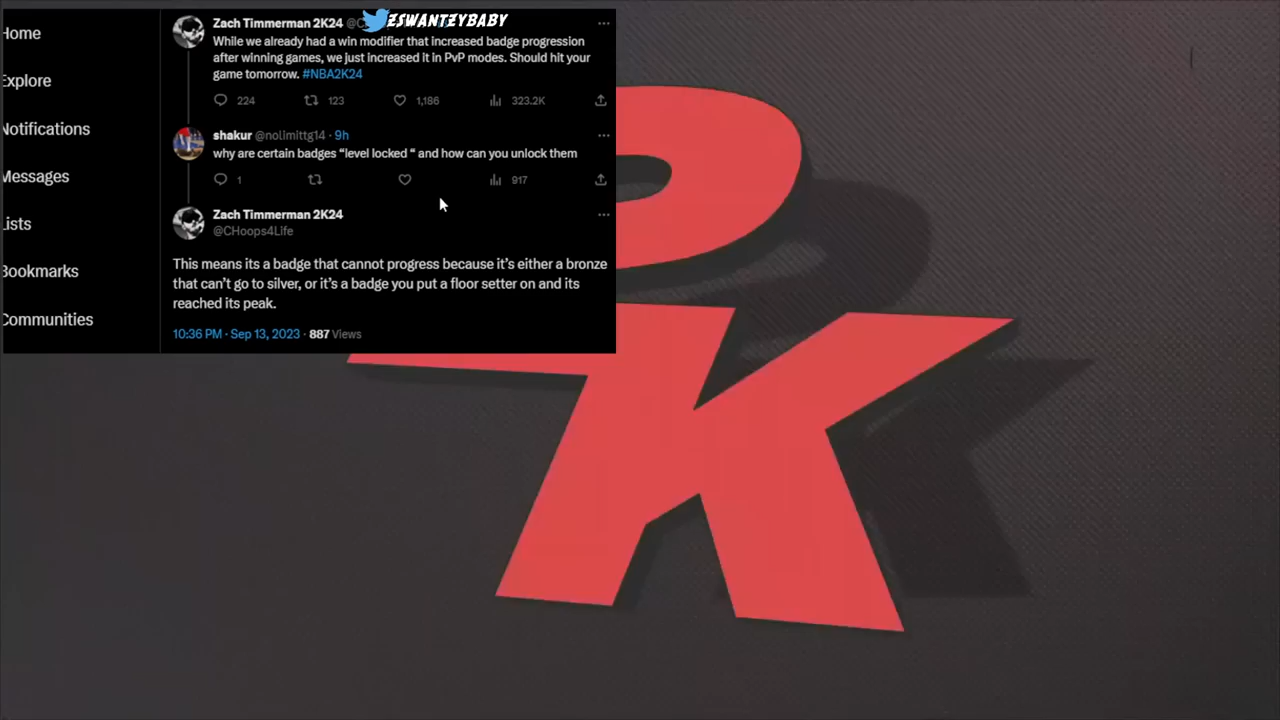 Home
Explore
Notifications
Messages
Lists
Bookmarks
Communities
Zach Timmerman 2K24
ZSWANTZYBABY
While we already had a win modifier that increased badge progression
after winning games, we just increased it in PvP modes. Should hit your
game tomorrow. #NBA2K24
224 123 1,186 323.2K
shakur @nolimittg14 · 9h
why are certain badges “level locked “ and how can you unlock them
1 917
Zach Timmerman 2K24
@CHoops4Life
This means its a badge that cannot progress because it’s either a bronze
that can’t go to silver, or it’s a badge you put a floor setter on and its
reached its peak.
10:36 PM · Sep 13, 2023 · 887 Views
2K